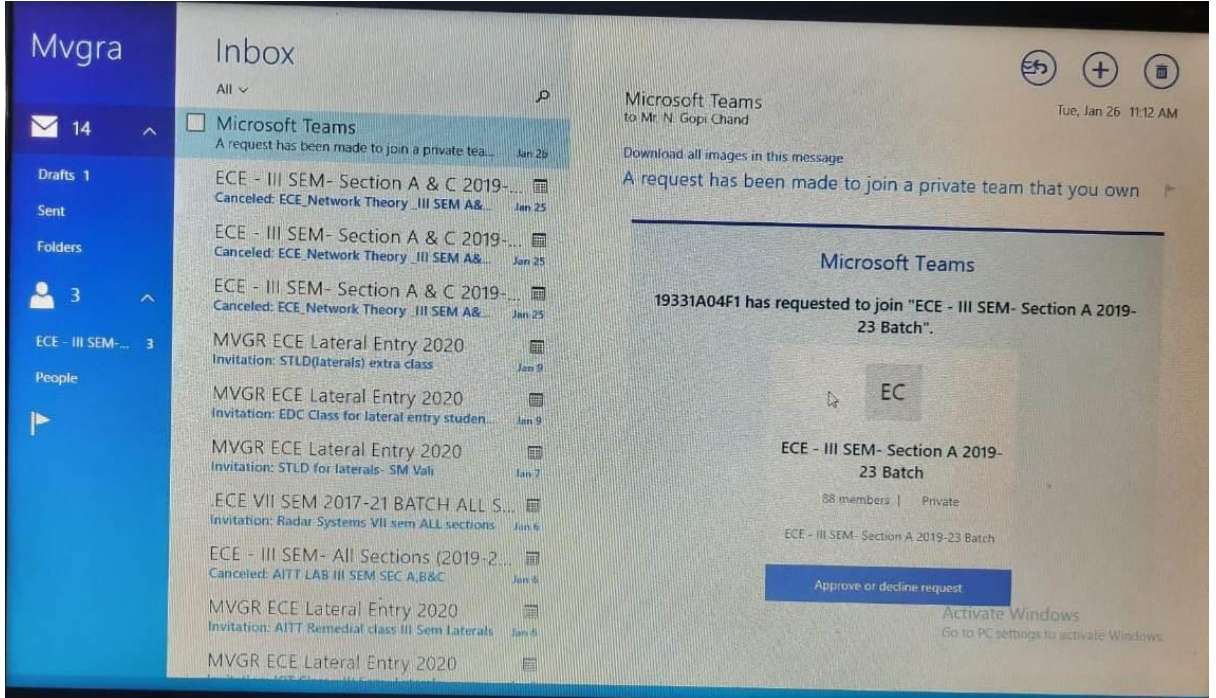 Mvgra
14
Drafts 1
Sent
Folders
3
ECE - III SEM-... 3
People
Inbox
All
Microsoft Teams
A request has been made to join a private tea... Jan 26
ECE - III SEM- Section A & C 2019-...
Canceled: ECE_Network Theory _III SEM A&... Jan 25
ECE - III SEM- Section A & C 2019-...
Canceled: ECE_Network Theory _III SEM A&... Jan 25
ECE - III SEM- Section A & C 2019-...
Canceled: ECE_Network Theory _III SEM A&... Jan 25
MVGR ECE Lateral Entry 2020
Invitation: STLD(laterals) extra class Jan 9
MVGR ECE Lateral Entry 2020
Invitation: EDC Class for lateral entry studen... Jan 9
MVGR ECE Lateral Entry 2020
Invitation: STLD for laterals- SM Vali Jan 7
.ECE VII SEM 2017-21 BATCH ALL S...
Invitation: Radar Systems VII sem ALL sections Jan 6
ECE - III SEM- All Sections (2019-2...
Canceled: AITT LAB III SEM SEC A,B&C Jan 6
MVGR ECE Lateral Entry 2020
Invitation: AITT Remedial class III Sem Laterals Jan 6
MVGR ECE Lateral Entry 2020
Microsoft Teams
to Mr. N. Gopi Chand
Tue, Jan 26 11:12 AM
Download all images in this message
A request has been made to join a private team that you own
Microsoft Teams
19331A04F1 has requested to join "ECE - III SEM- Section A 2019-
23 Batch".
EC
ECE - III SEM- Section A 2019-
23 Batch
88 members | Private
ECE - III SEM- Section A 2019-23 Batch
Approve or decline request
Activate Windows
Go to PC settings to activate Windows.